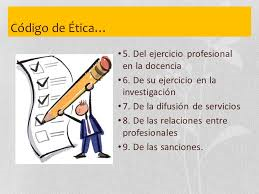 Código de Ética...
• 5. Del ejercicio profesional
en la docencia
• 6. De su ejercicio en la
investigación
• 7. De la difusión de servicios
• 8. De las relaciones entre
profesionales
• 9. De las sanciones.